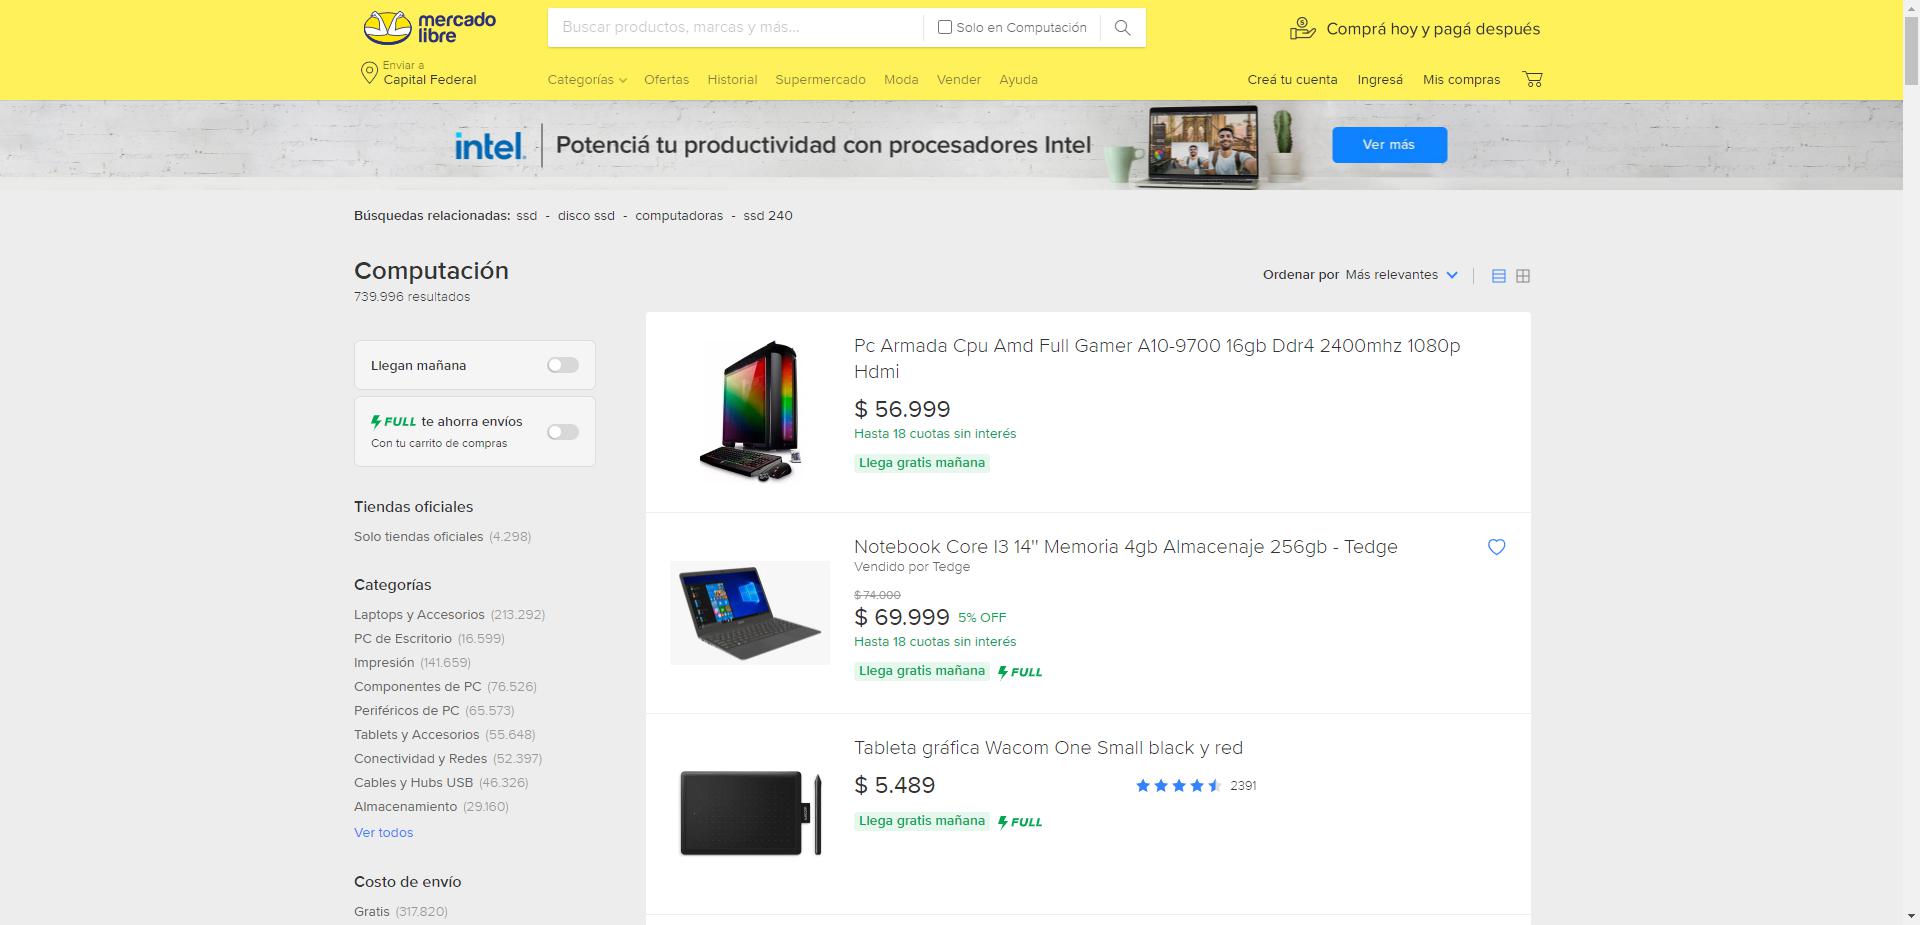 mercado
libre
Buscar productos, marcas y más...
Solo en Computación
Comprá hoy y pagá después
Enviar a
Capital Federal
Categorías
Ofertas
Historial
Supermercado
Moda
Vender
Ayuda
Creá tu cuenta
Ingresá
Mis compras
intel
Potenciá tu productividad con procesadores Intel
Ver más
Búsquedas relacionadas: ssd - disco ssd - computadoras - ssd 240
Computación
739.996 resultados
Ordenar por Más relevantes
Llegan mañana
FULL te ahorra envíos
Con tu carrito de compras
Tiendas oficiales
Solo tiendas oficiales (4.298)
Categorías
Laptops y Accesorios (213.292)
PC de Escritorio (16.599)
Impresión (141.659)
Componentes de PC (76.526)
Periféricos de PC (65.573)
Tablets y Accesorios (55.648)
Conectividad y Redes (52.397)
Cables y Hubs USB (46.326)
Almacenamiento (29.160)
Ver todos
Costo de envío
Gratis (317.820)
Pc Armada Cpu Amd Full Gamer A10-9700 16gb Ddr4 2400mhz 1080p
Hdmi
$ 56.999
Hasta 18 cuotas sin interés
Llega gratis mañana
Notebook Core I3 14'' Memoria 4gb Almacenaje 256gb - Tedge
Vendido por Tedge
$ 74.000
$ 69.999 5% OFF
Hasta 18 cuotas sin interés
Llega gratis mañana FULL
Tableta gráfica Wacom One Small black y red
$ 5.489
2391
Llega gratis mañana FULL